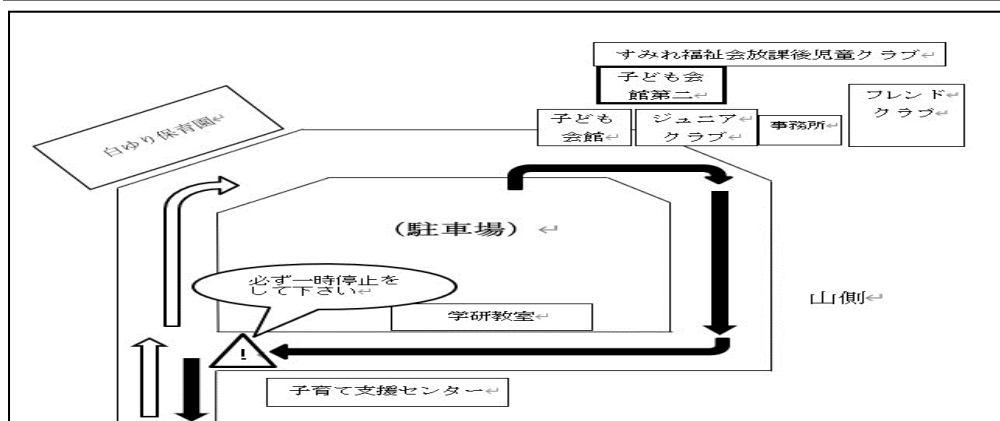 すみれ福祉会放課後児童クラブ
子ども会
館第二
フレンド
クラブ
子ども
会館
ジュニア
クラブ
事務所
白ゆり保育園
(駐車場)
必ず一時停止を
して下さい
!
学研教室
山側
子育て支援センター